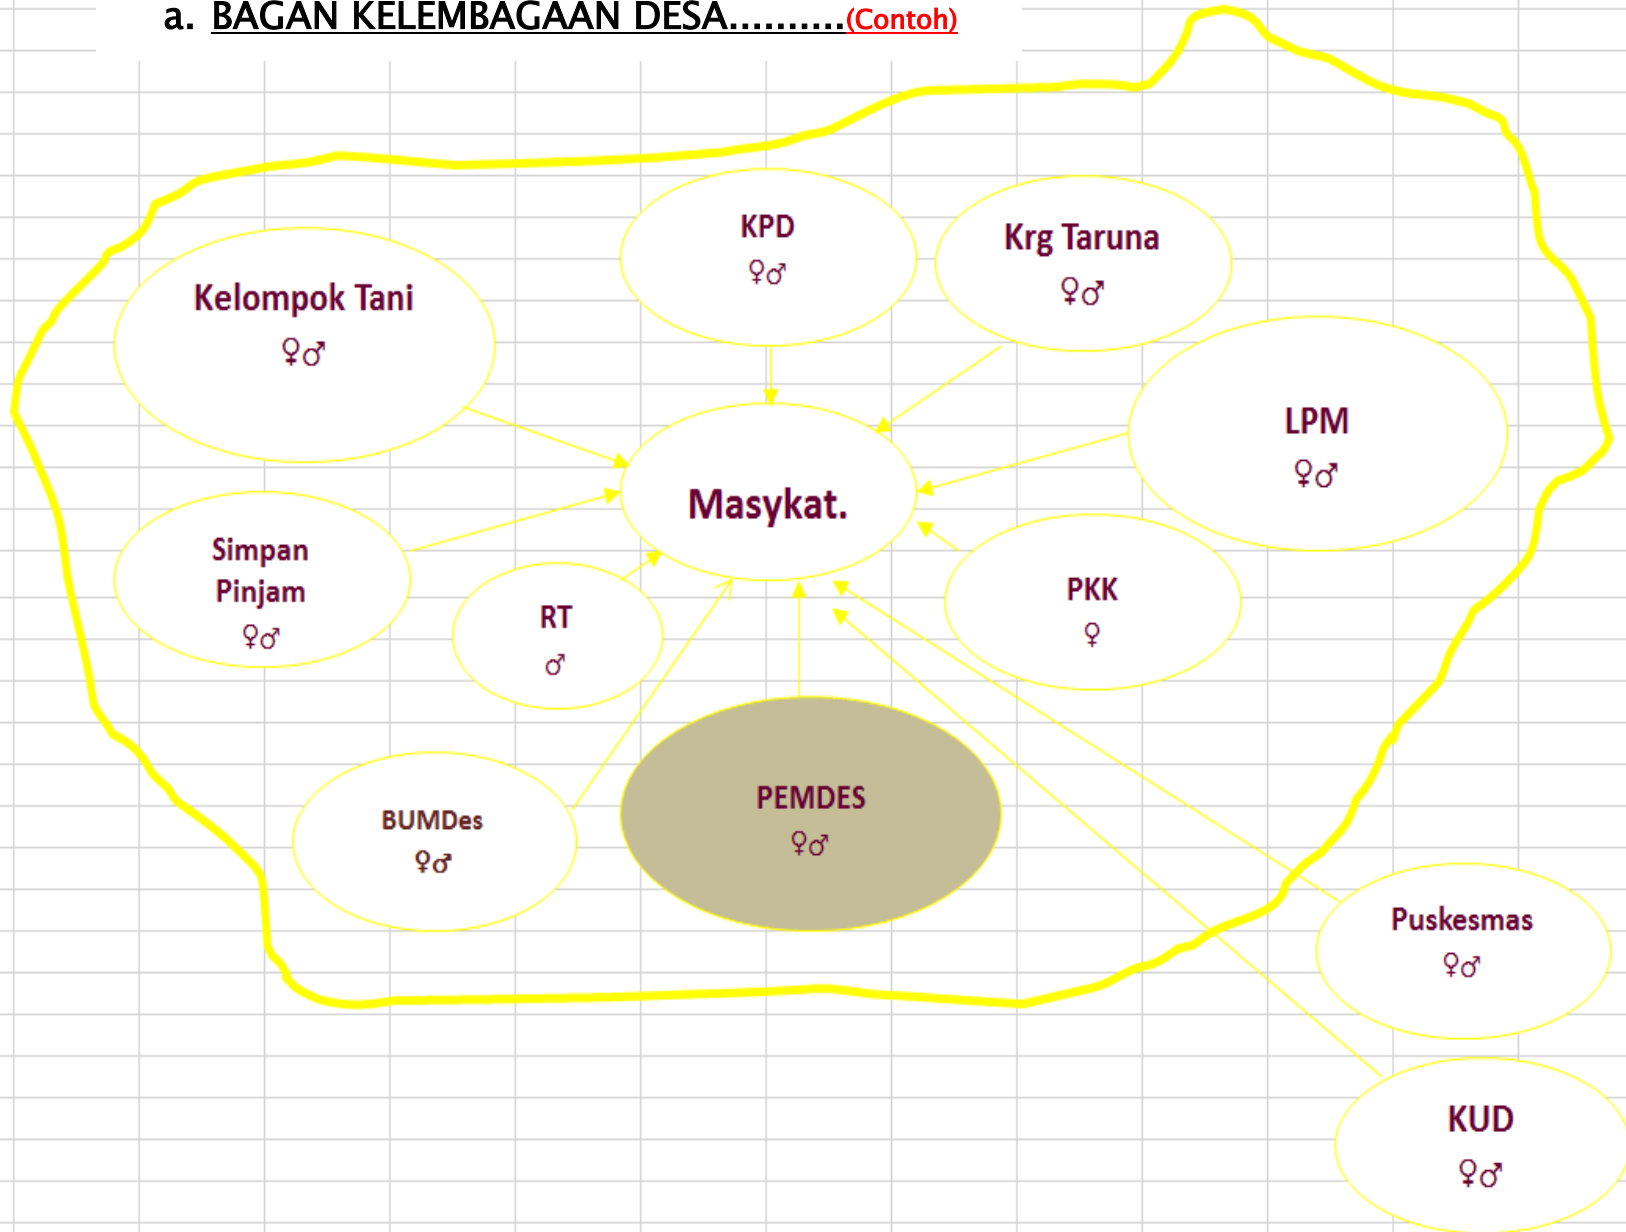 a. BAGAN KELEMBAGAAN DESA..........(Contoh)
KPD
♀♂
Krg Taruna
♀♂
Kelompok Tani
♀♂
LPM
♀♂
Masykat.
Simpan
Pinjam
♀♂
RT
♂
PKK
♀
BUMDes
♀♂
PEMDES
♀♂
Puskesmas
♀♂
KUD
♀♂